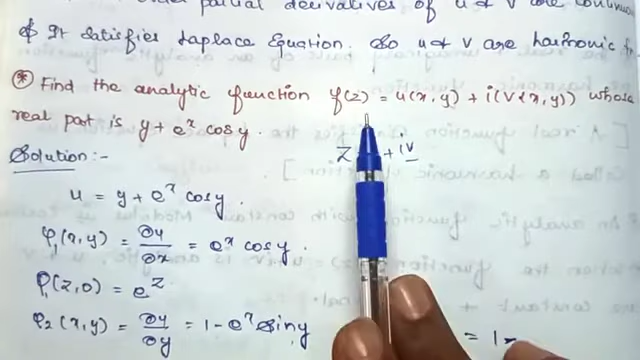 partial derivatives of u & v are continuous
& It satisfies Laplace Equation. So u & v are harmonic
* Find the analytic function f(z) = u(x,y) + i(V(x,y)) whose
real part is y + e^x cos y.
Solution :-
z + iv
u = y + e^x cos y.
φ₁(x,y) = ∂u/∂x = e^x cos y.
φ₁(z,0) = e^z
φ₂(x,y) = ∂u/∂y = 1 - e^x sin y
= 1